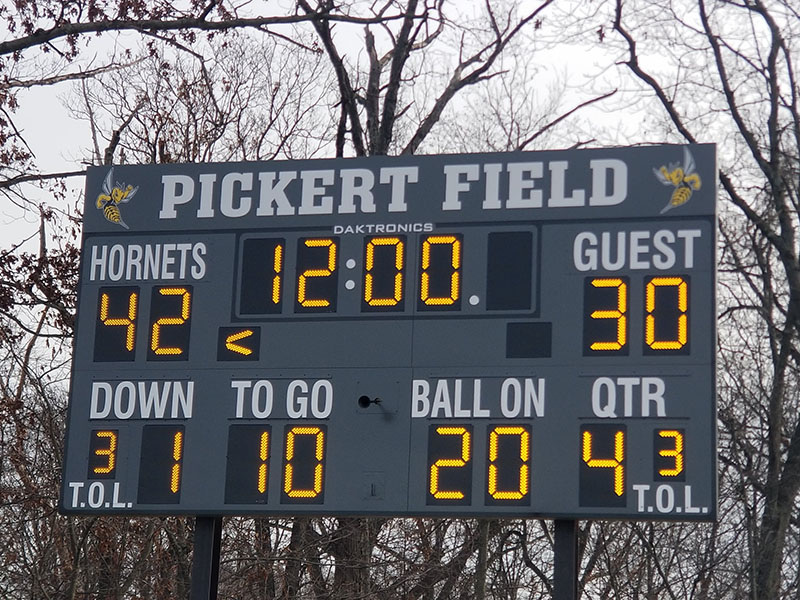 PICKERT FIELD
DAKTRONICS
HORNETS 12:00. GUEST
42 < 30
DOWN TO GO BALL ON QTR
3 1 10 20 4 3
T.O.L. T.O.L.